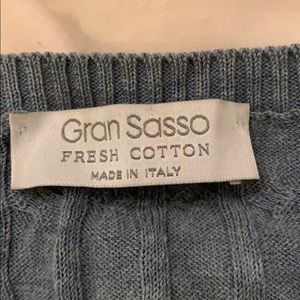 Gran Sasso
FRESH COTTON
MADE IN ITALY